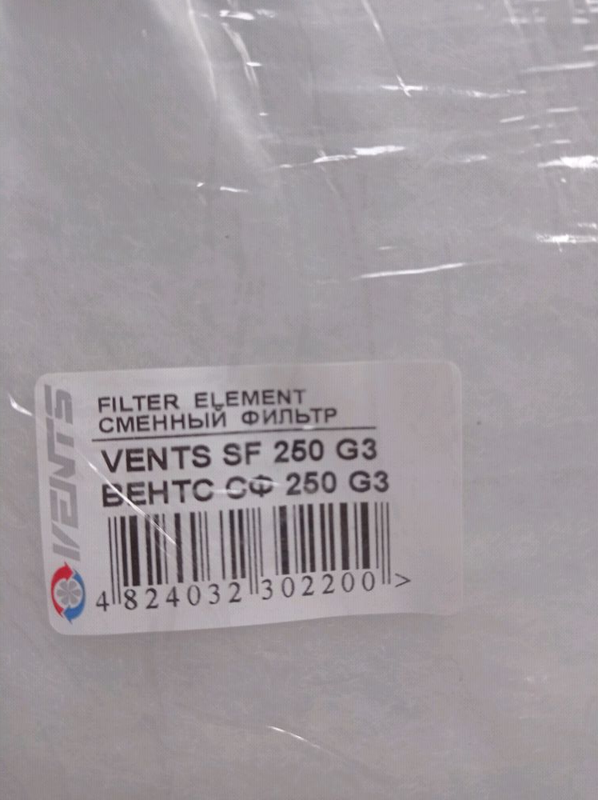 VENTS
FILTER ELEMENT
СМЕННЫЙ ФИЛЬТР
VENTS SF 250 G3
ВЕНТС СФ 250 G3
4 824032 302200 >